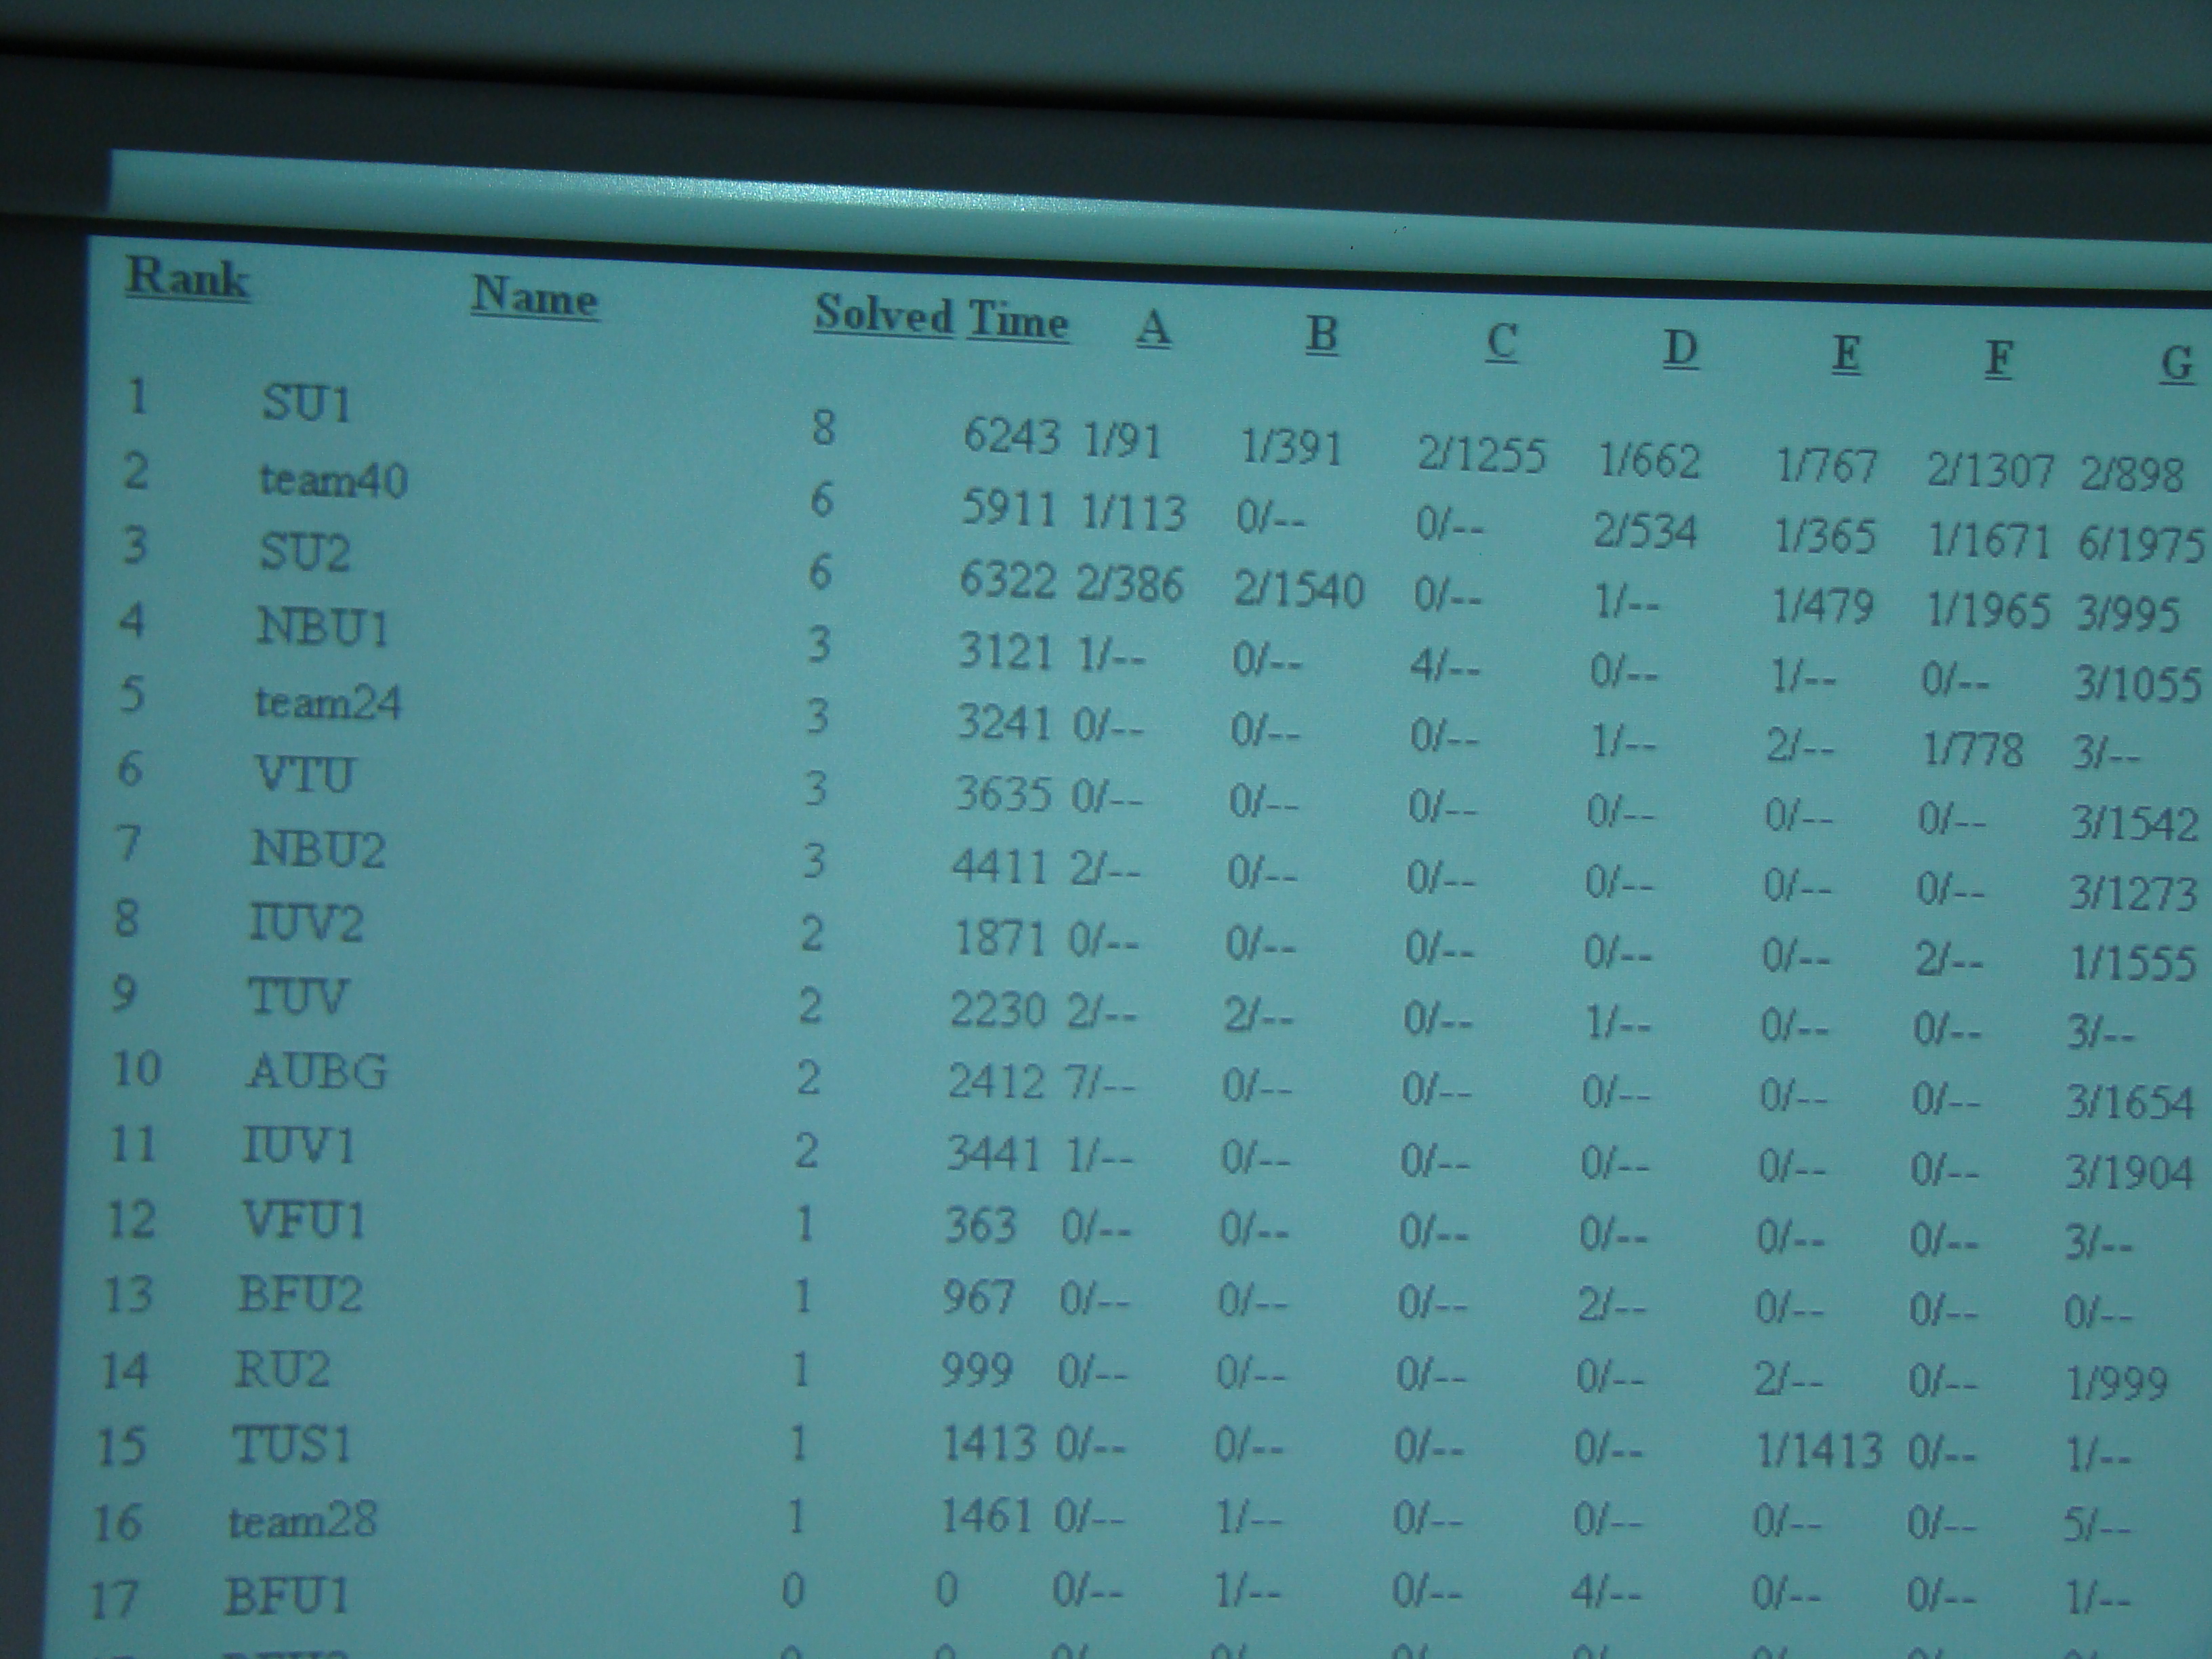 Rank Name Solved Time A B C D E F G
1 SU1 8 6243 1/91 1/391 2/1255 1/662 1/767 2/1307 2/898
2 team40 6 5911 1/113 0/-- 0/-- 2/534 1/365 1/1671 6/1975
3 SU2 6 6322 2/386 2/1540 0/-- 1/-- 1/479 1/1965 3/995
4 NBU1 3 3121 1/-- 0/-- 4/-- 0/-- 1/-- 0/-- 3/1055
5 team24 3 3241 0/-- 0/-- 0/-- 1/-- 2/-- 1/778 3/--
6 VTU 3 3635 0/-- 0/-- 0/-- 0/-- 0/-- 0/-- 3/1542
7 NBU2 3 4411 2/-- 0/-- 0/-- 0/-- 0/-- 0/-- 3/1273
8 IUV2 2 1871 0/-- 0/-- 0/-- 0/-- 0/-- 2/-- 1/1555
9 TUV 2 2230 2/-- 2/-- 0/-- 1/-- 0/-- 0/-- 3/--
10 AUBG 2 2412 7/-- 0/-- 0/-- 0/-- 0/-- 0/-- 3/1654
11 IUV1 2 3441 1/-- 0/-- 0/-- 0/-- 0/-- 0/-- 3/1904
12 VFU1 1 363 0/-- 0/-- 0/-- 0/-- 0/-- 0/-- 3/--
13 BFU2 1 967 0/-- 0/-- 0/-- 2/-- 0/-- 0/-- 0/--
14 RU2 1 999 0/-- 0/-- 0/-- 0/-- 2/-- 0/-- 1/999
15 TUS1 1 1413 0/-- 0/-- 0/-- 0/-- 1/1413 0/-- 1/--
16 team28 1 1461 0/-- 1/-- 0/-- 0/-- 0/-- 0/-- 5/--
17 BFU1 0 0 0/-- 1/-- 0/-- 4/-- 0/-- 0/-- 1/--